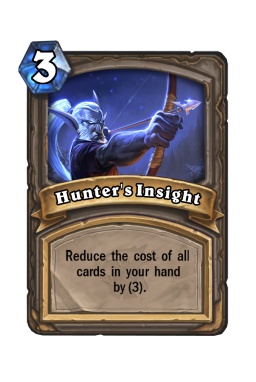 3
Hunter's Insight
Reduce the cost of all
cards in your hand
by (3).